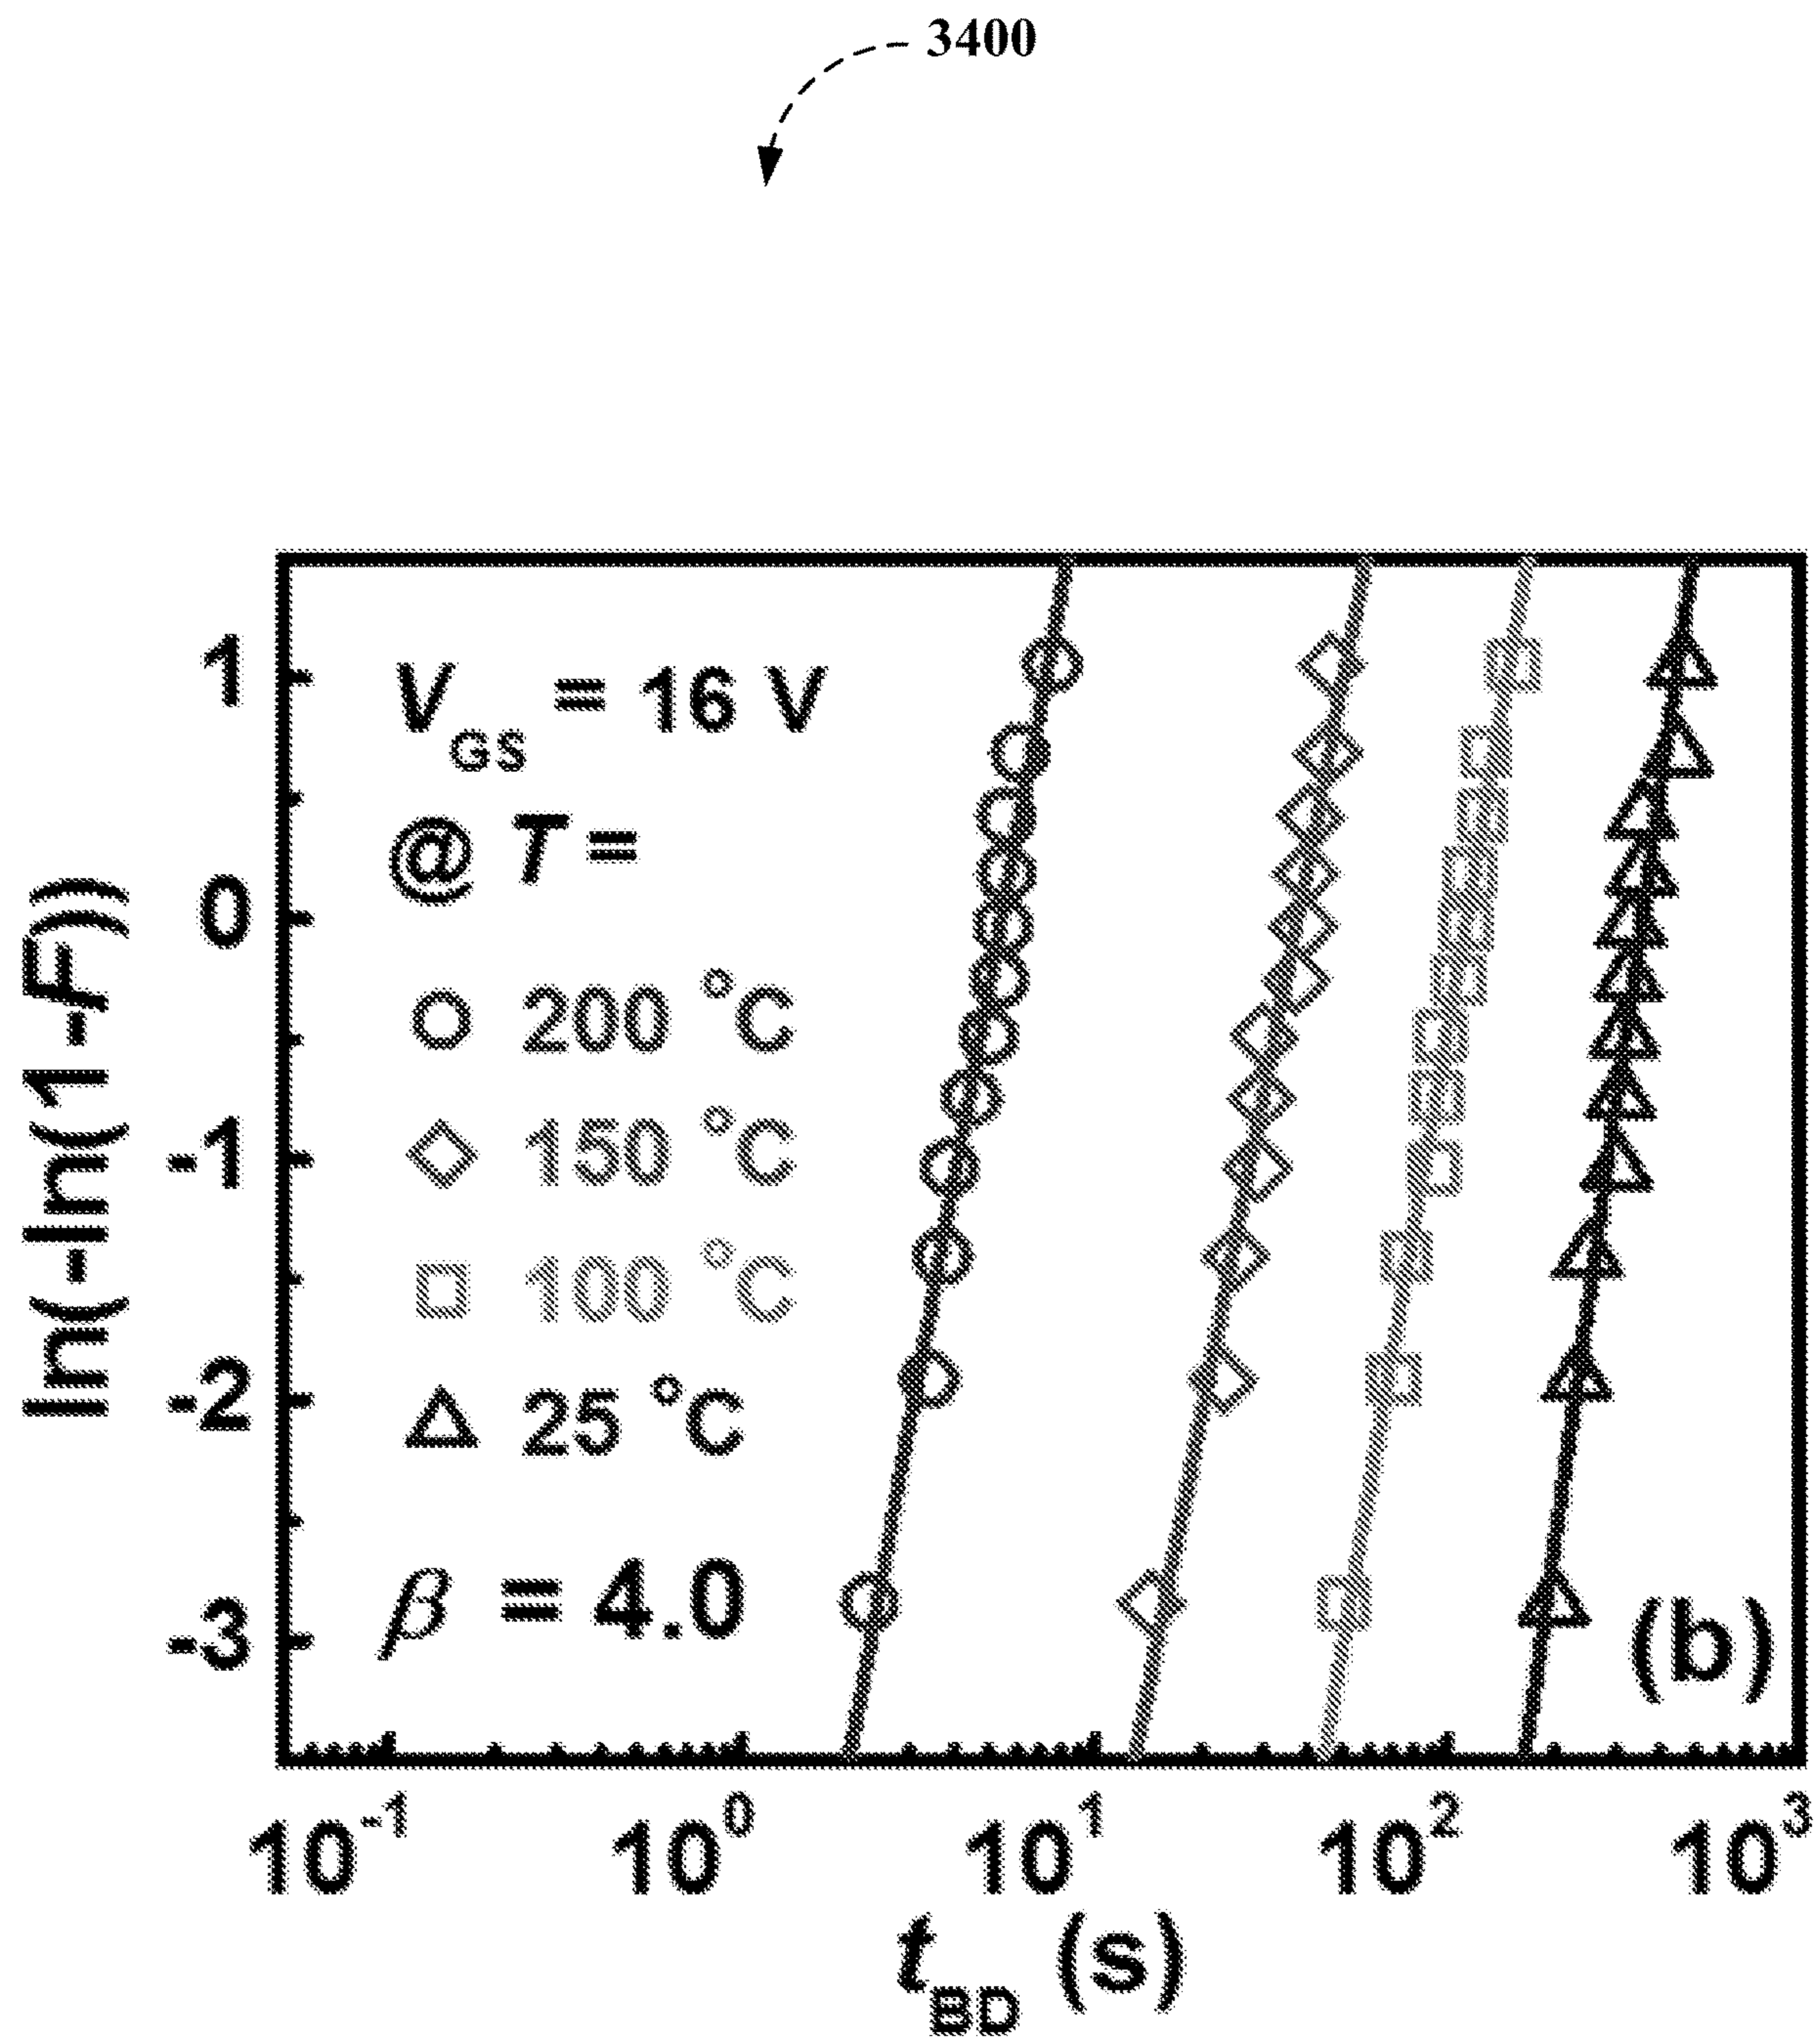 3400
V_GS = 16 V
@ T =
200 °C
150 °C
100 °C
25 °C
β = 4.0
(b)
ln(-ln(1-F))
1
0
-1
-2
-3
10^-1 10^0 10^1 10^2 10^3
t_BD (s)